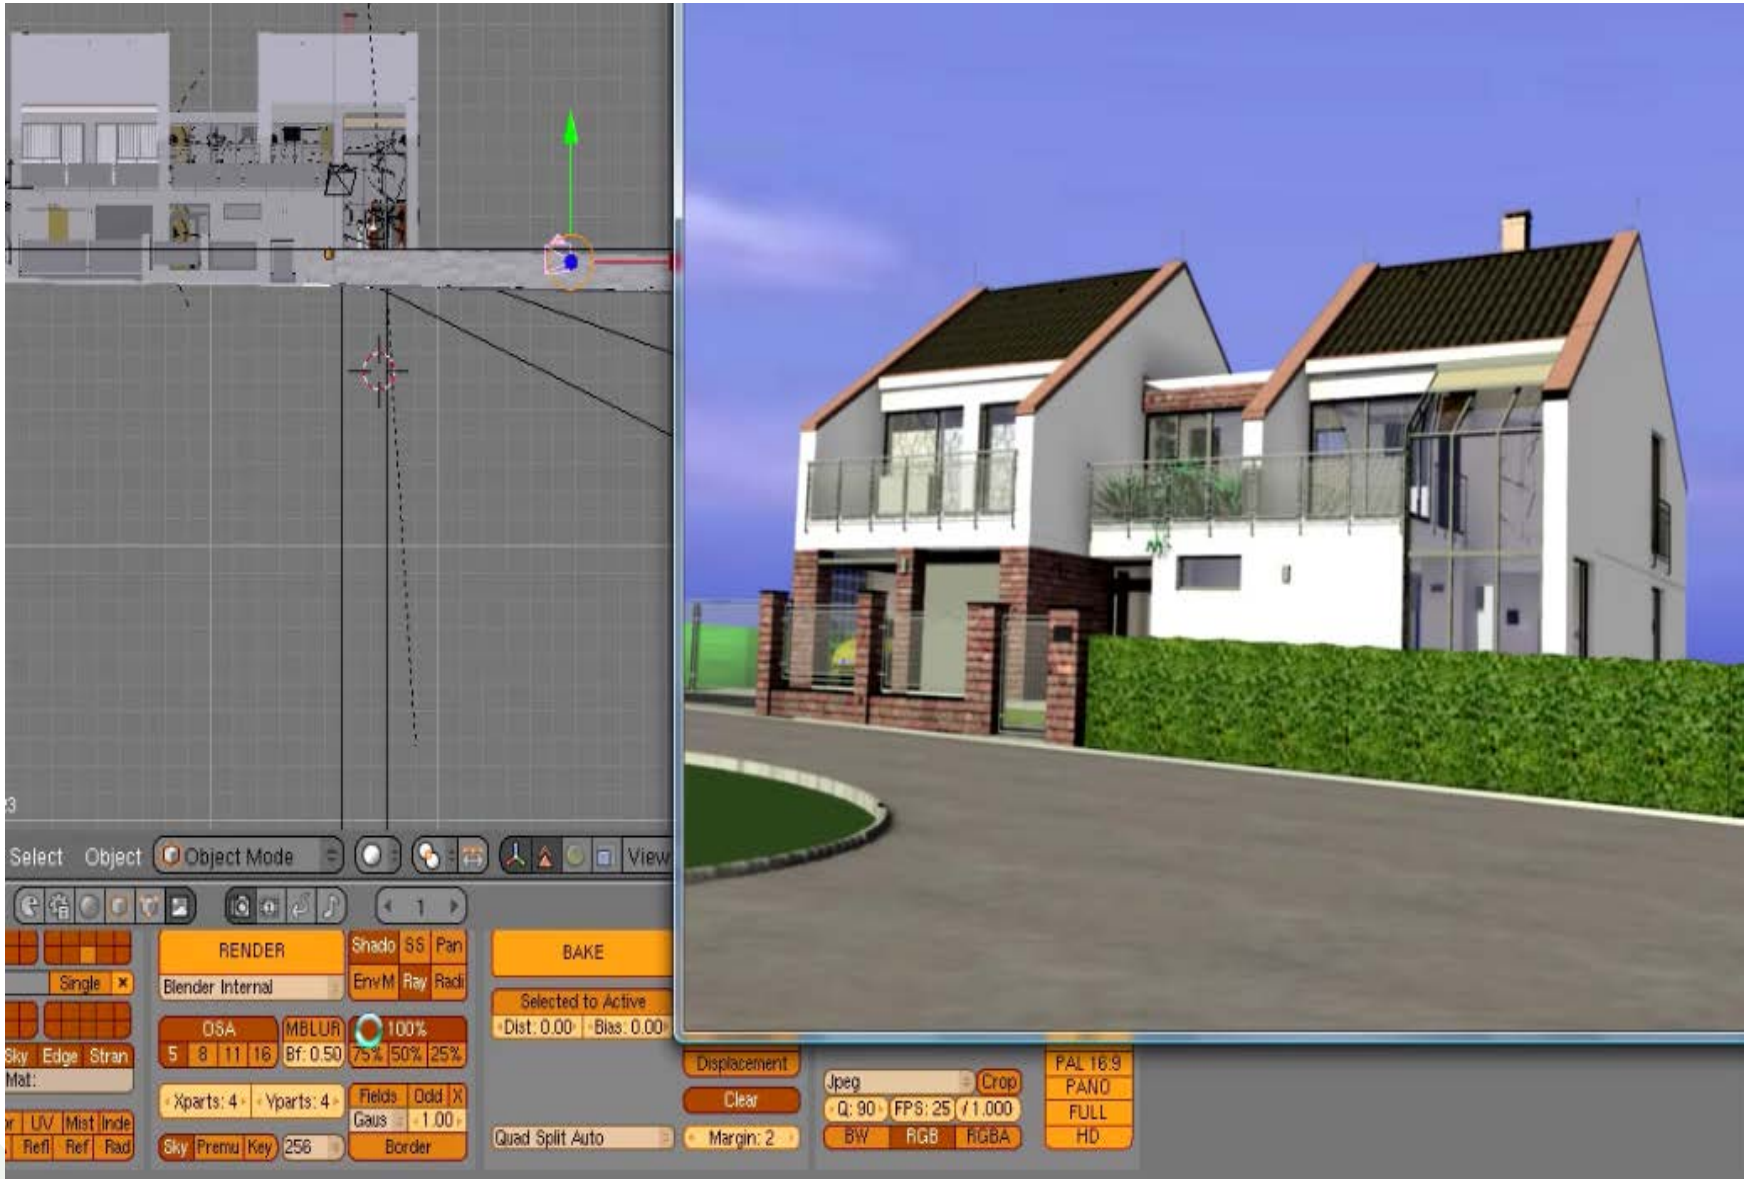 Select Object Object Mode View
1
RENDER
Shado SS Pan
BAKE
Single ×
Blender Internal
EnvM Ray Radi
Selected to Active
OSA MBLUR 100%
Dist: 0.00 Bias: 0.00
5 8 11 16 Bf: 0.50 75% 50% 25%
Sky Edge Stran
Displacement
PAL 16:9
Mat:
Jpeg Crop
PANO
Xparts: 4 Yparts: 4
Fields Odd X
Clear
Q: 90 FPS: 25 / 1.000
FULL
UV Mist Inde
Gaus 1.00
Quad Split Auto
Margin: 2
BW RGB RGBA
HD
Refl Ref Rad
Sky Premu Key 256
Border